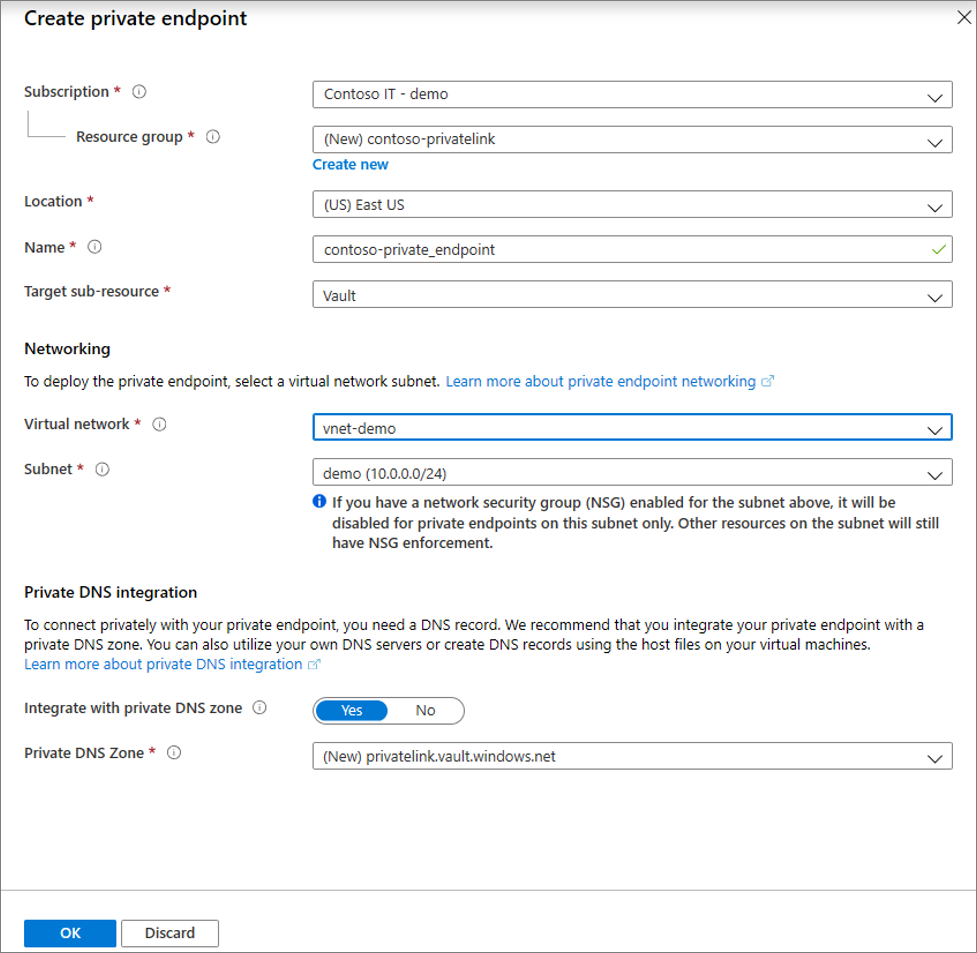 Create private endpoint
Subscription *
Contoso IT - demo
Resource group *
(New) contoso-privatelink
Create new
Location *
(US) East US
Name *
contoso-private_endpoint
Target sub-resource *
Vault
Networking
To deploy the private endpoint, select a virtual network subnet. Learn more about private endpoint networking
Virtual network *
vnet-demo
Subnet *
demo (10.0.0.0/24)
If you have a network security group (NSG) enabled for the subnet above, it will be
disabled for private endpoints on this subnet only. Other resources on the subnet will still
have NSG enforcement.
Private DNS integration
To connect privately with your private endpoint, you need a DNS record. We recommend that you integrate your private endpoint with a
private DNS zone. You can also utilize your own DNS servers or create DNS records using the host files on your virtual machines.
Learn more about private DNS integration
Integrate with private DNS zone
Yes No
Private DNS Zone *
(New) privatelink.vault.windows.net
OK Discard